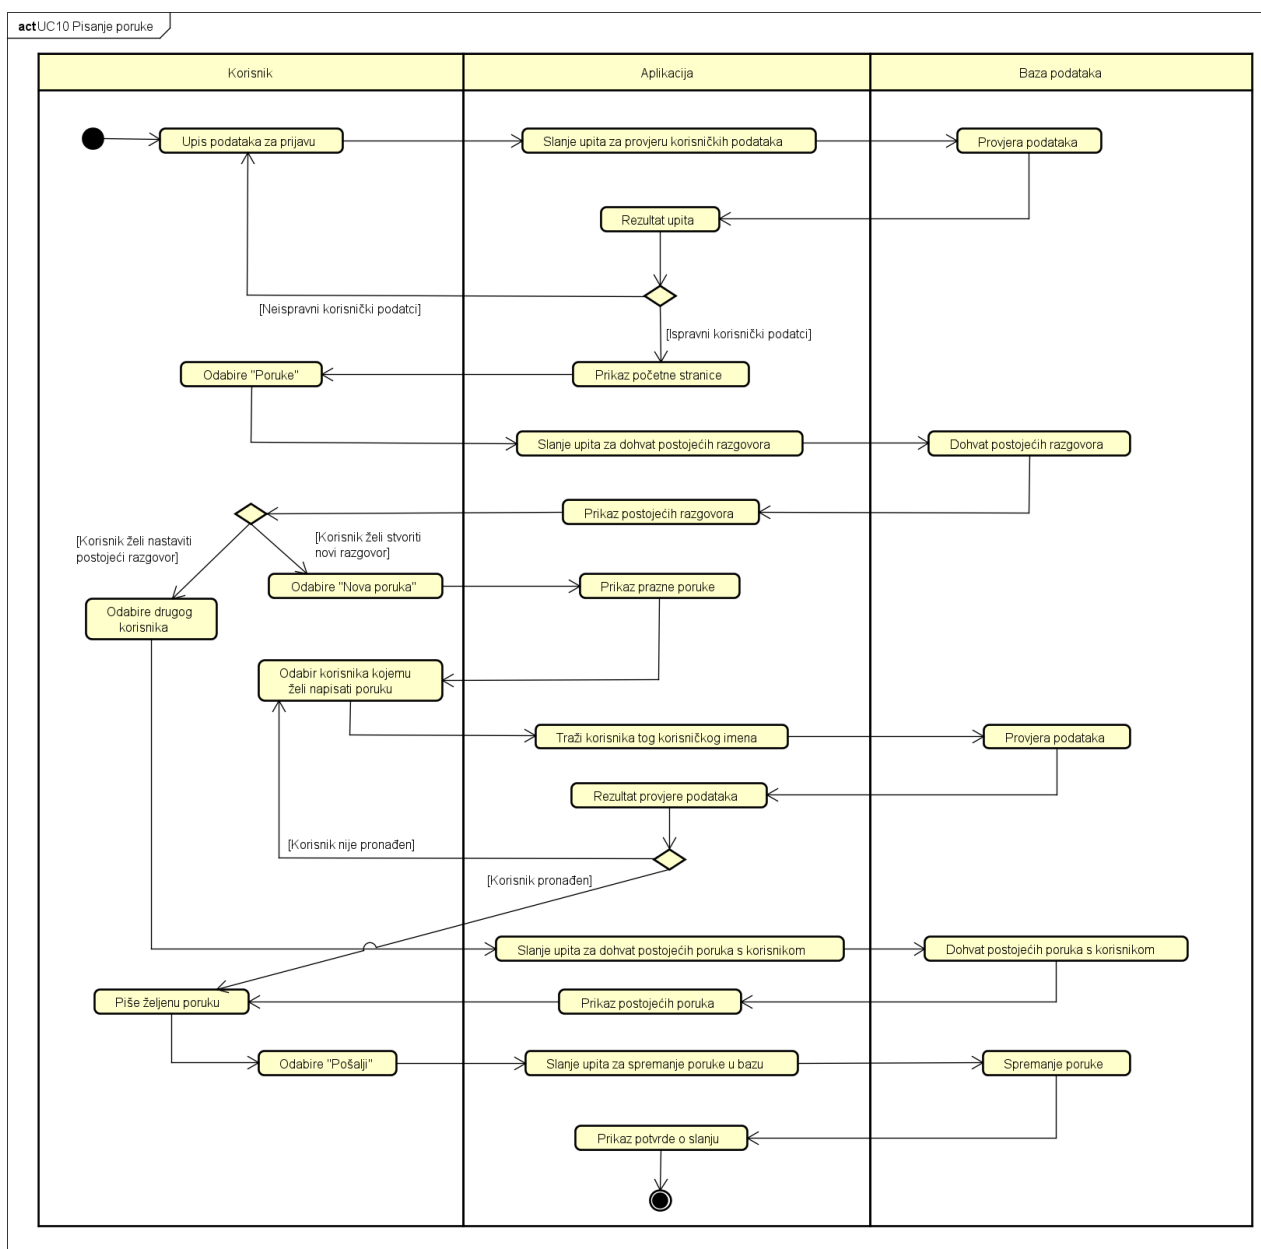 act UC10 Pisanje poruke
Korisnik
Aplikacija
Baza podataka
Upis podataka za prijavu
Slanje upita za provjeru korisničkih podataka
Provjera podataka
Rezultat upita
[Neispravni korisnički podatci]
[Ispravni korisnički podatci]
Odabire "Poruke"
Prikaz početne stranice
Slanje upita za dohvat postojećih razgovora
Dohvat postojećih razgovora
Prikaz postojećih razgovora
[Korisnik želi nastaviti
postojeći razgovor]
[Korisnik želi stvoriti
novi razgovor]
Odabire "Nova poruka"
Prikaz prazne poruke
Odabire drugog
korisnika
Odabir korisnika kojemu
želi napisati poruku
Traži korisnika tog korisničkog imena
Provjera podataka
Rezultat provjere podataka
[Korisnik nije pronađen]
[Korisnik pronađen]
Slanje upita za dohvat postojećih poruka s korisnikom
Dohvat postojećih poruka s korisnikom
Piše željenu poruku
Prikaz postojećih poruka
Odabire "Pošalji"
Slanje upita za spremanje poruke u bazu
Spremanje poruke
Prikaz potvrde o slanju